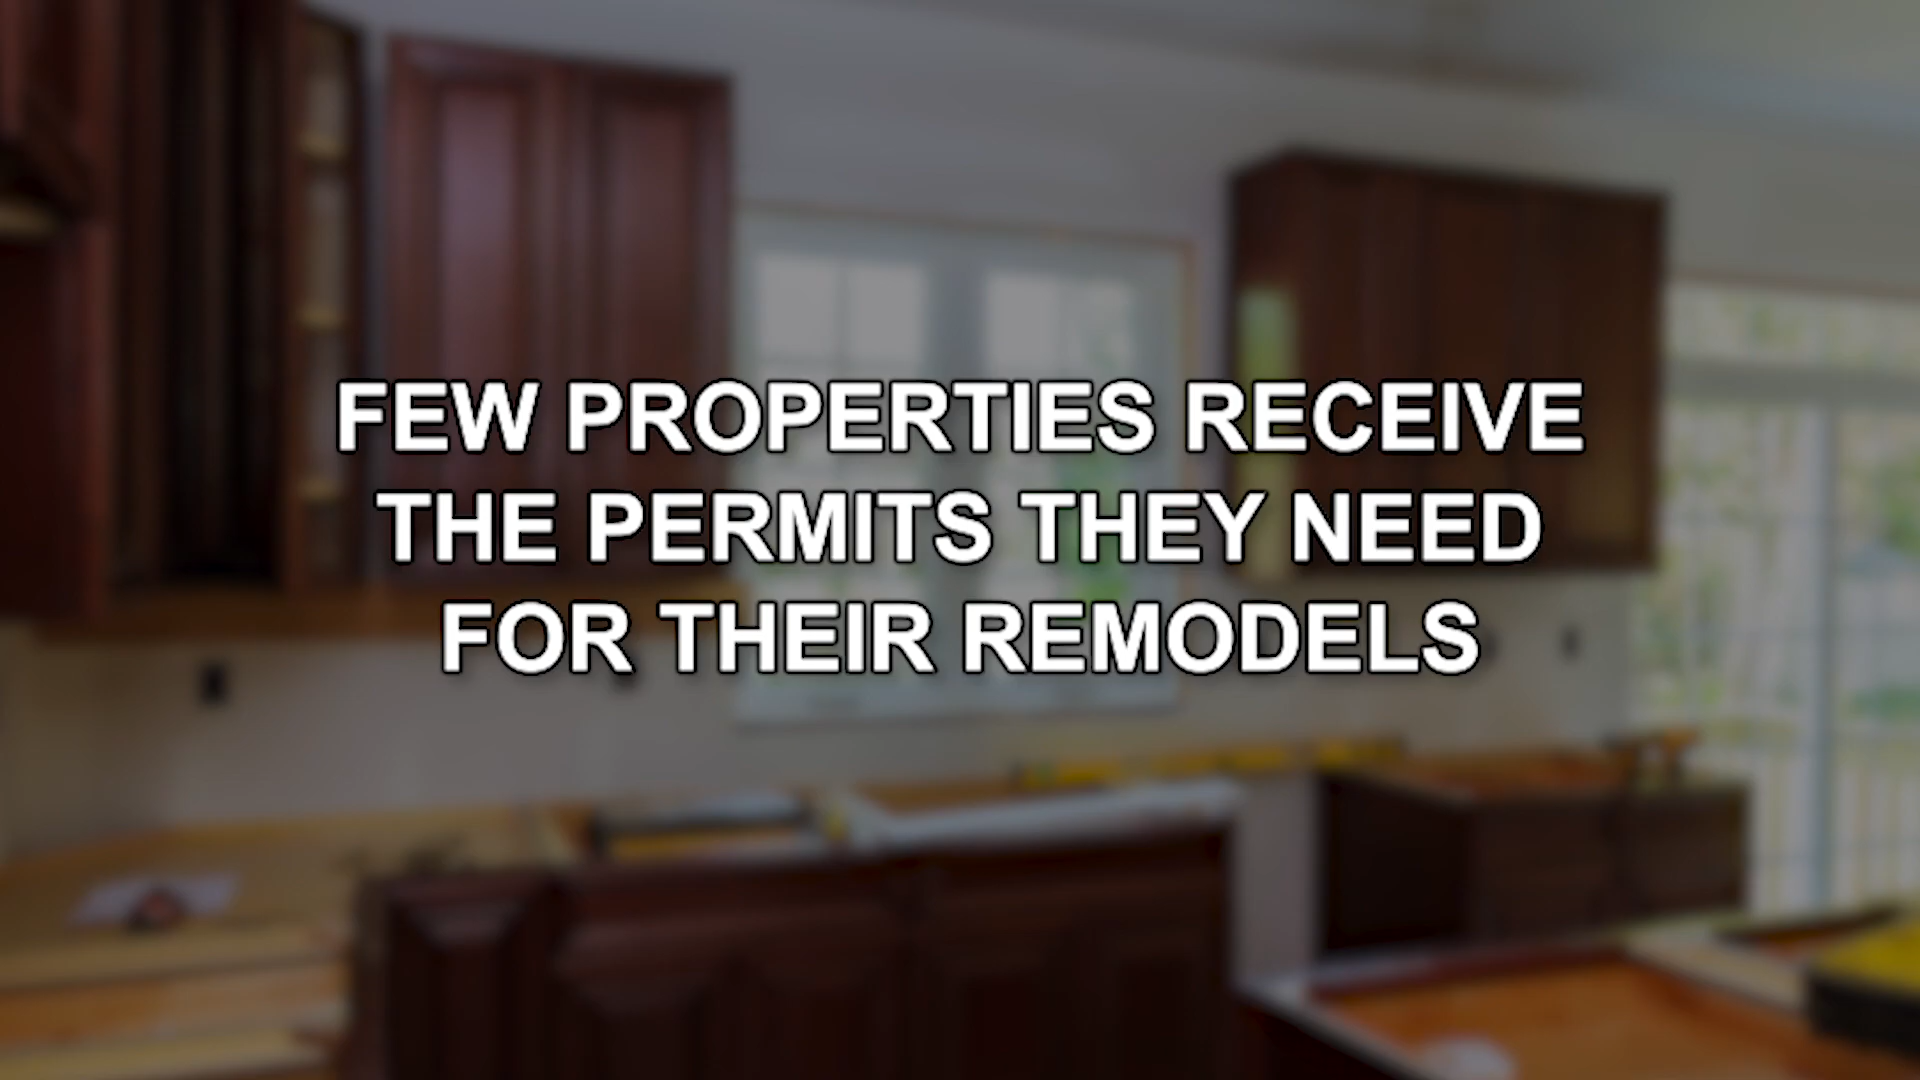 FEW PROPERTIES RECEIVE
THE PERMITS THEY NEED
FOR THEIR REMODELS